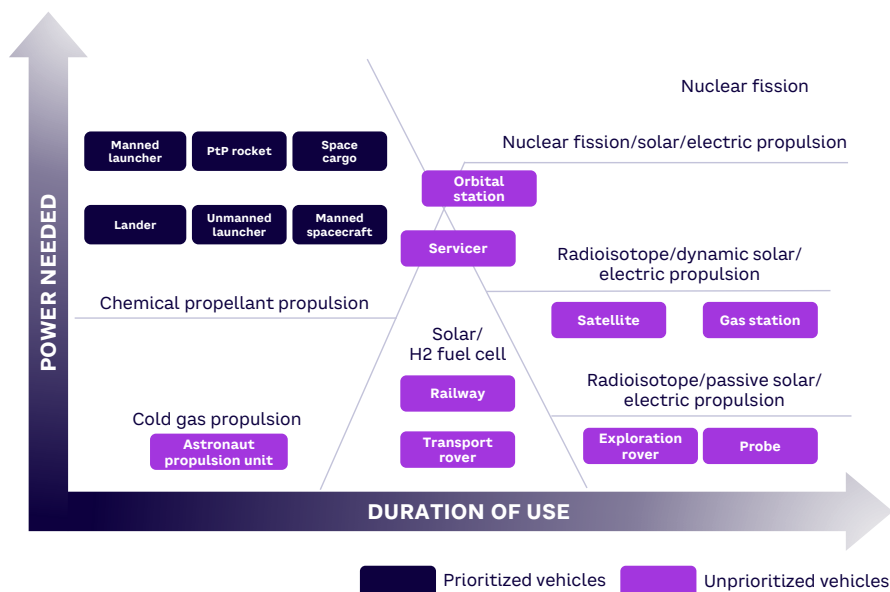 Nuclear fission
Nuclear fission/solar/electric propulsion
Manned
launcher
PtP rocket
Space
cargo
Orbital
station
Lander
Unmanned
launcher
Manned
spacecraft
Servicer
Radioisotope/dynamic solar/
electric propulsion
Chemical propellant propulsion
Satellite
Gas station
Solar/
H2 fuel cell
Railway
Radioisotope/passive solar/
electric propulsion
Cold gas propulsion
Astronaut
propulsion unit
Transport
rover
Exploration
rover
Probe
POWER NEEDED
DURATION OF USE
Prioritized vehicles
Unprioritized vehicles